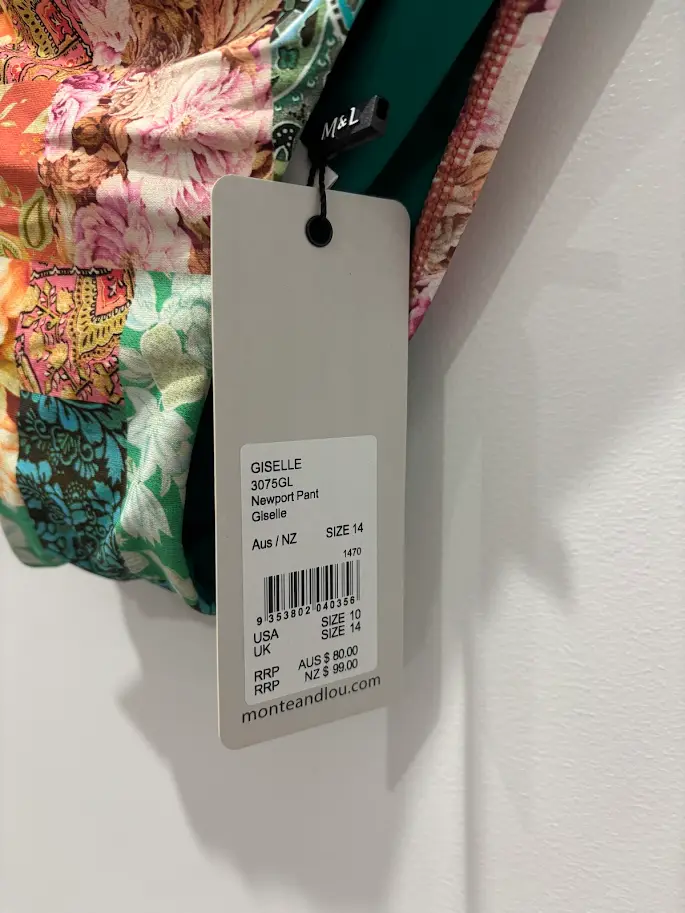 M&L
GISELLE
3075GL
Newport Pant
Giselle
Aus / NZ SIZE 14
1470
9 353802 040356
USA SIZE 10
UK SIZE 14
RRP AUS $ 80.00
RRP NZ $ 99.00
monteandlou.com